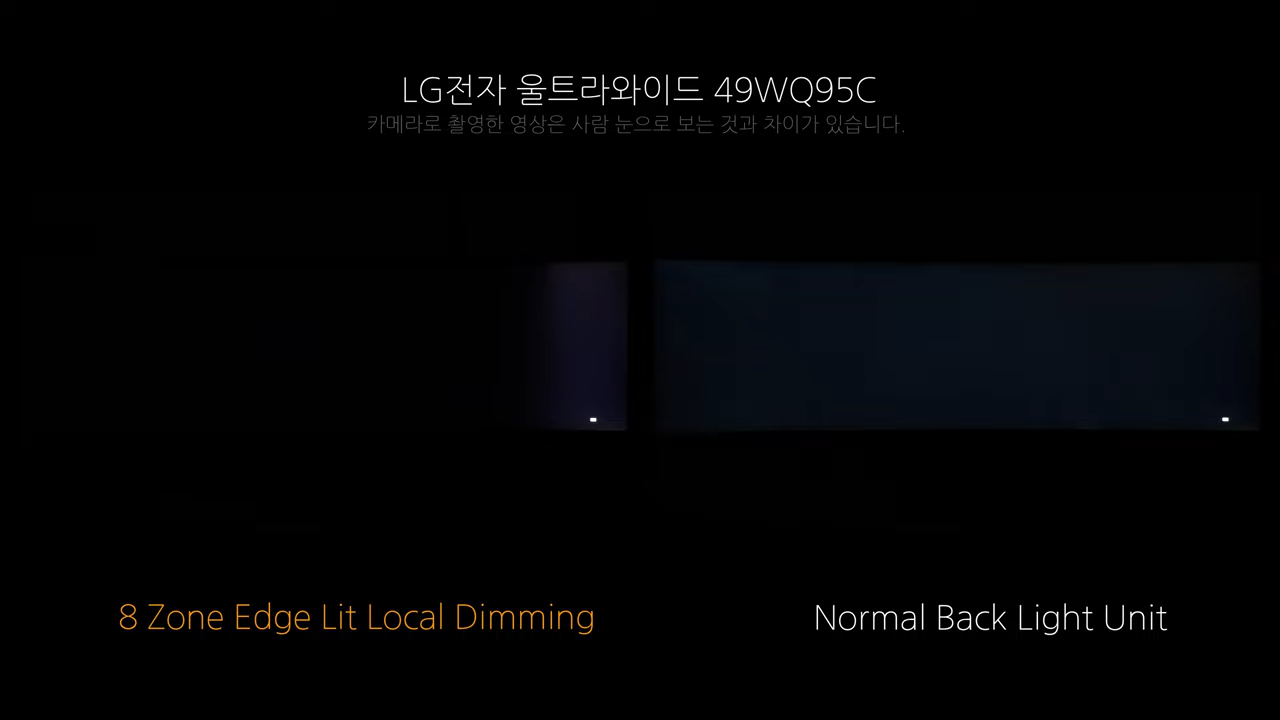 LG전자 울트라와이드 49WQ95C
카메라로 촬영한 영상은 사람 눈으로 보는 것과 차이가 있습니다.
8 Zone Edge Lit Local Dimming
Normal Back Light Unit